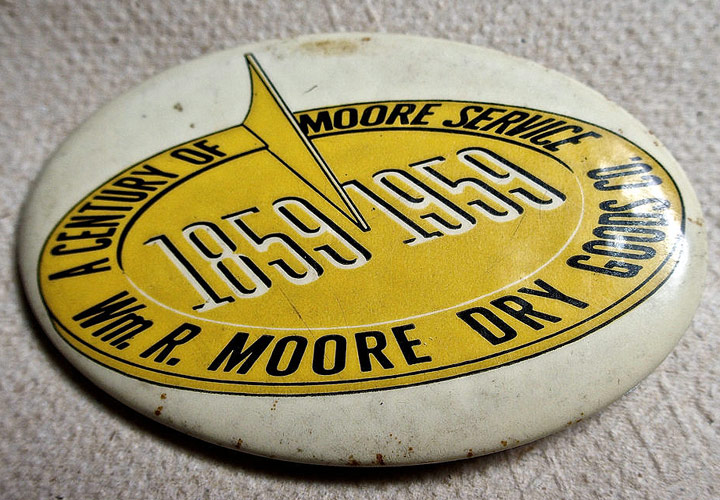 A CENTURY OF MOORE SERVICE
1859 1959
Wm. R. MOORE DRY GOODS CO.